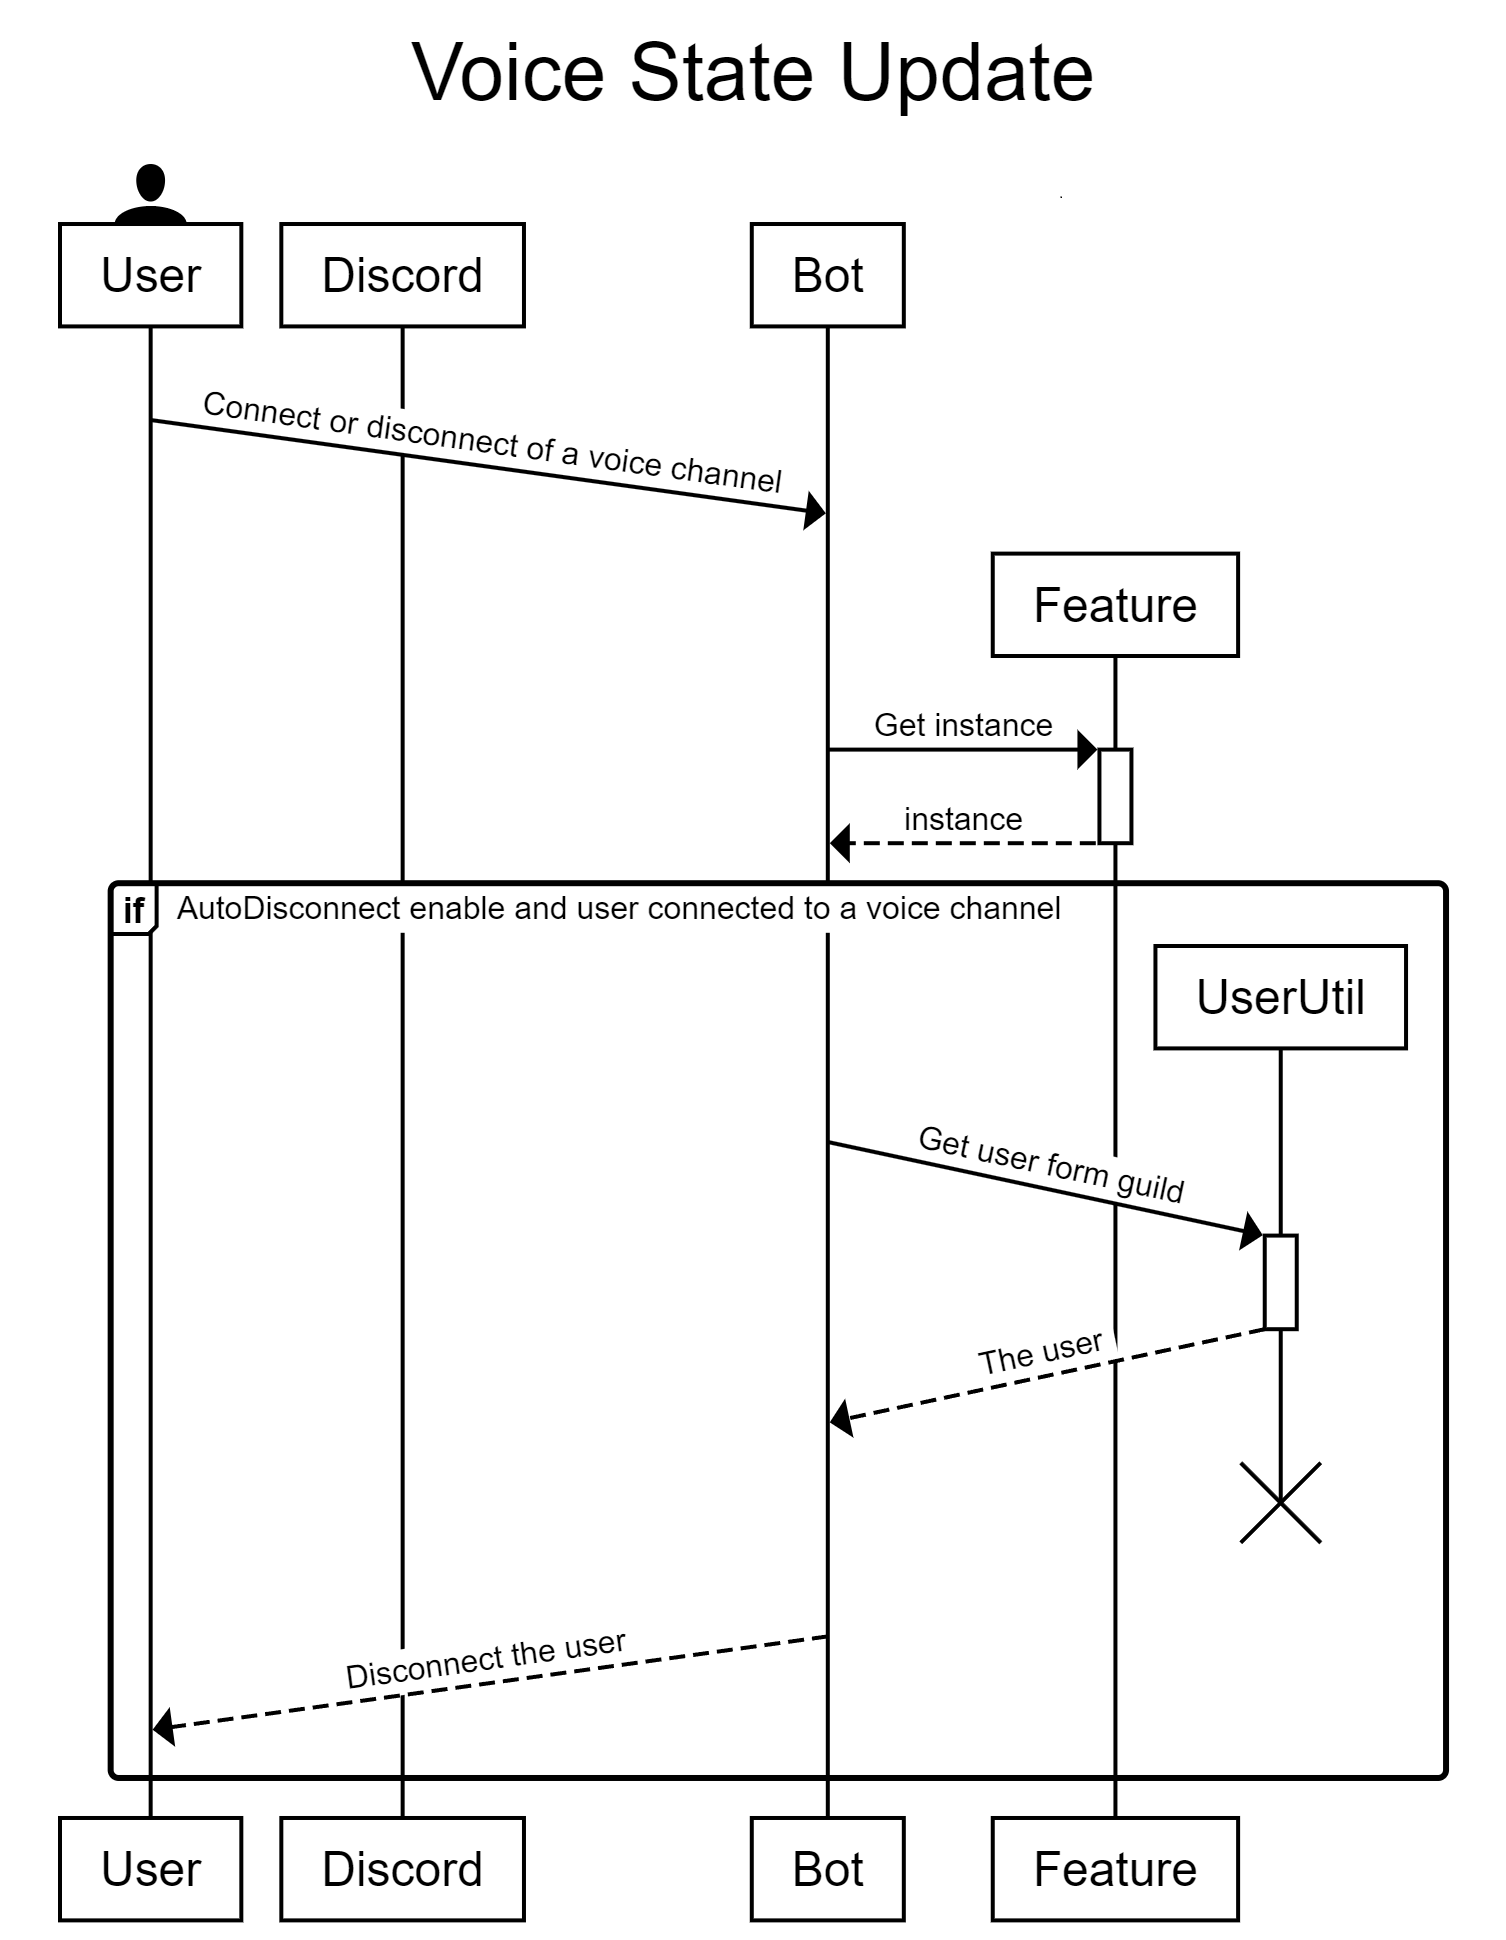 Voice State Update
User
Discord
Bot
Connect or disconnect of a voice channel
Feature
Get instance
instance
if
AutoDisconnect enable and user connected to a voice channel
UserUtil
Get user form guild
The user
Disconnect the user
User
Discord
Bot
Feature